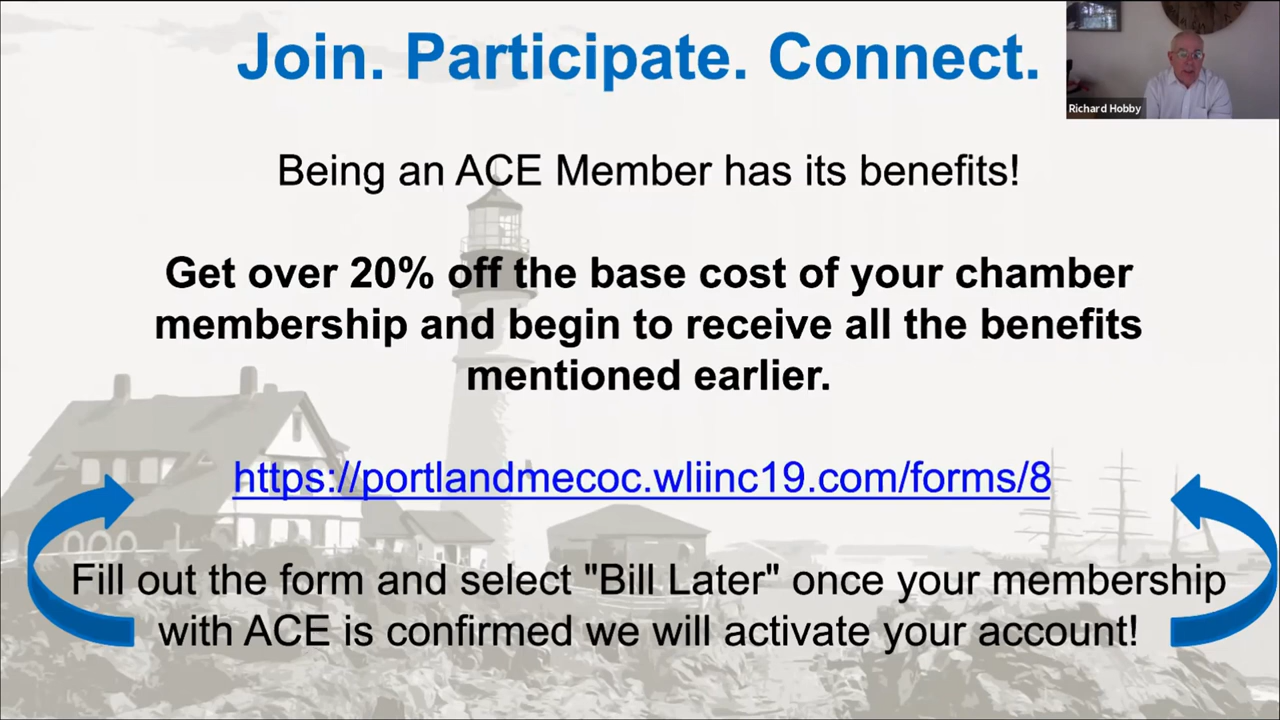 Join. Participate. Connect.
Richard Hobby
Being an ACE Member has its benefits!
Get over 20% off the base cost of your chamber
membership and begin to receive all the benefits
mentioned earlier.
https://portlandmecoc.wliinc19.com/forms/8
Fill out the form and select "Bill Later" once your membership
with ACE is confirmed we will activate your account!